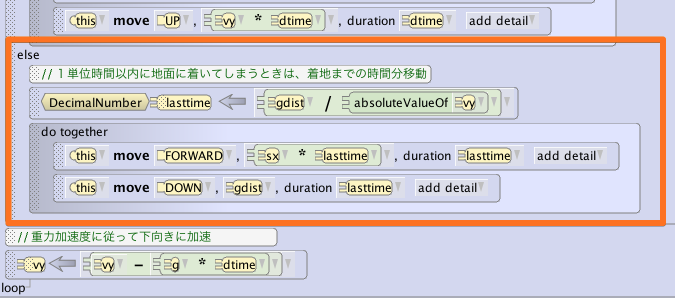 this move UP , vy * dtime , duration dtime add detail
else
// １単位時間以内に地面に着いてしまうときは、着地までの時間分移動
DecimalNumber lasttime gdist / absoluteValueOf vy
do together
this move FORWARD , sx * lasttime , duration lasttime add detail
this move DOWN , gdist , duration lasttime add detail
// 重力加速度に従って下向きに加速
vy vy - g * dtime
loop